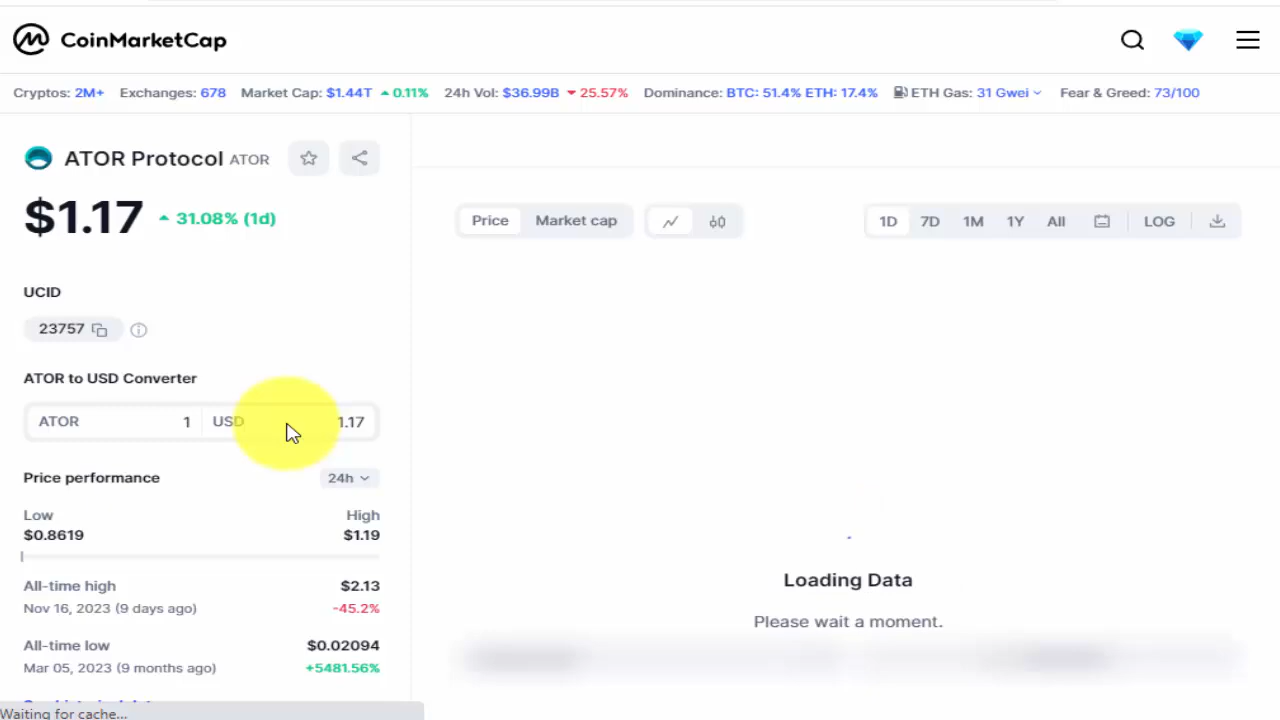 CoinMarketCap
Cryptos: 2M+ Exchanges: 678 Market Cap: $1.44T 0.11% 24h Vol: $36.99B 25.57% Dominance: BTC: 51.4% ETH: 17.4% ETH Gas: 31 Gwei Fear & Greed: 73/100
ATOR Protocol ATOR
$1.17 31.08% (1d)
Price Market cap
1D 7D 1M 1Y All LOG
UCID
23757
ATOR to USD Converter
ATOR 1 USD 1.17
Price performance 24h
Low High
$0.8619 $1.19
All-time high $2.13
Nov 16, 2023 (9 days ago) -45.2%
All-time low $0.02094
Mar 05, 2023 (9 months ago) +5481.56%
Loading Data
Please wait a moment.
Waiting for cache...